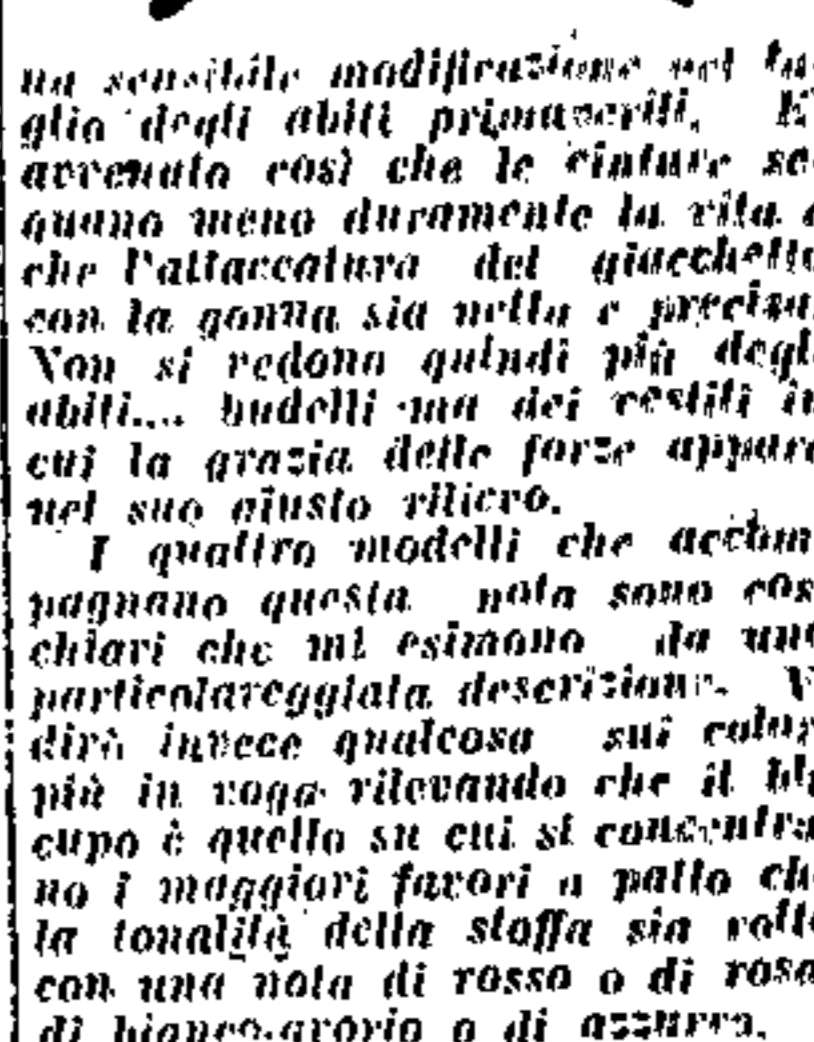 na sensibile modificazione nel ta-
glio degli abiti primaverili. E'
avvenuto così che le cinture se-
guano meno duramente la vita e
che l'attaccatura del giacchetto
con la gonna sia netta e precisa.
Non si vedono quindi più degli
abiti.... budelli ma dei vestiti in
cui la grazia delle forze appare
nel suo giusto rilievo.
I quattro modelli che accom-
pagnano questa nota sono così
chiari che mi esimono da una
particolareggiata descrizione. V
dirò invece qualcosa sui color
più in voga rilevando che il blu
cupo è quello su cui si concentra
no i maggiori favori a patto che
la tonalità della stoffa sia rotta
con una nota di rosso o di rosa
di bianco-avorio o di azzurro.